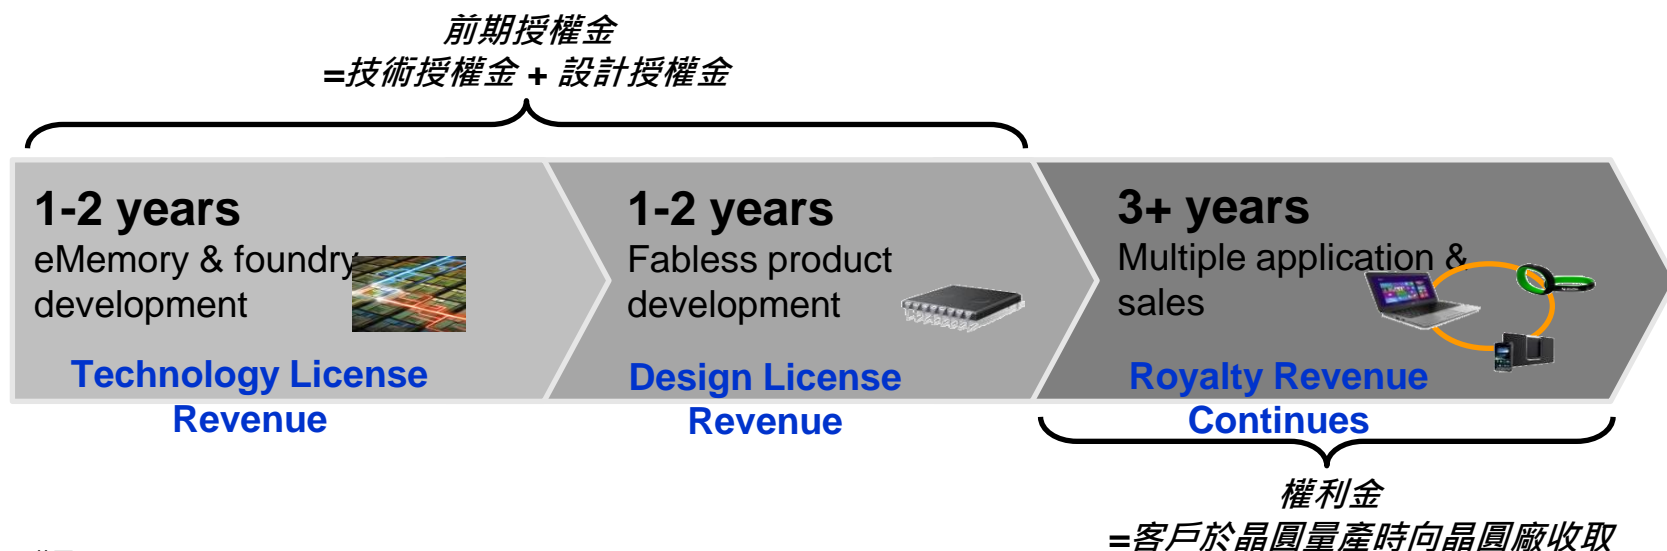 前期授權金
=技術授權金 + 設計授權金
1-2 years
eMemory & foundry
development
Technology License
Revenue
1-2 years
Fabless product
development
Design License
Revenue
3+ years
Multiple application &
sales
Royalty Revenue
Continues
權利金
=客戶於晶圓量產時向晶圓廠收取